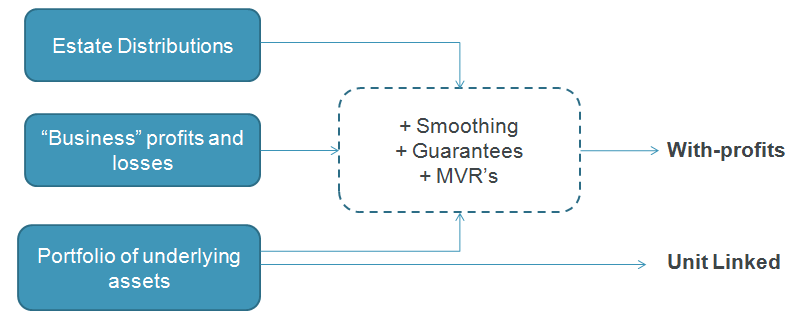 Estate Distributions
“Business” profits and
losses
Portfolio of underlying
assets
+ Smoothing
+ Guarantees
+ MVR’s
With-profits
Unit Linked